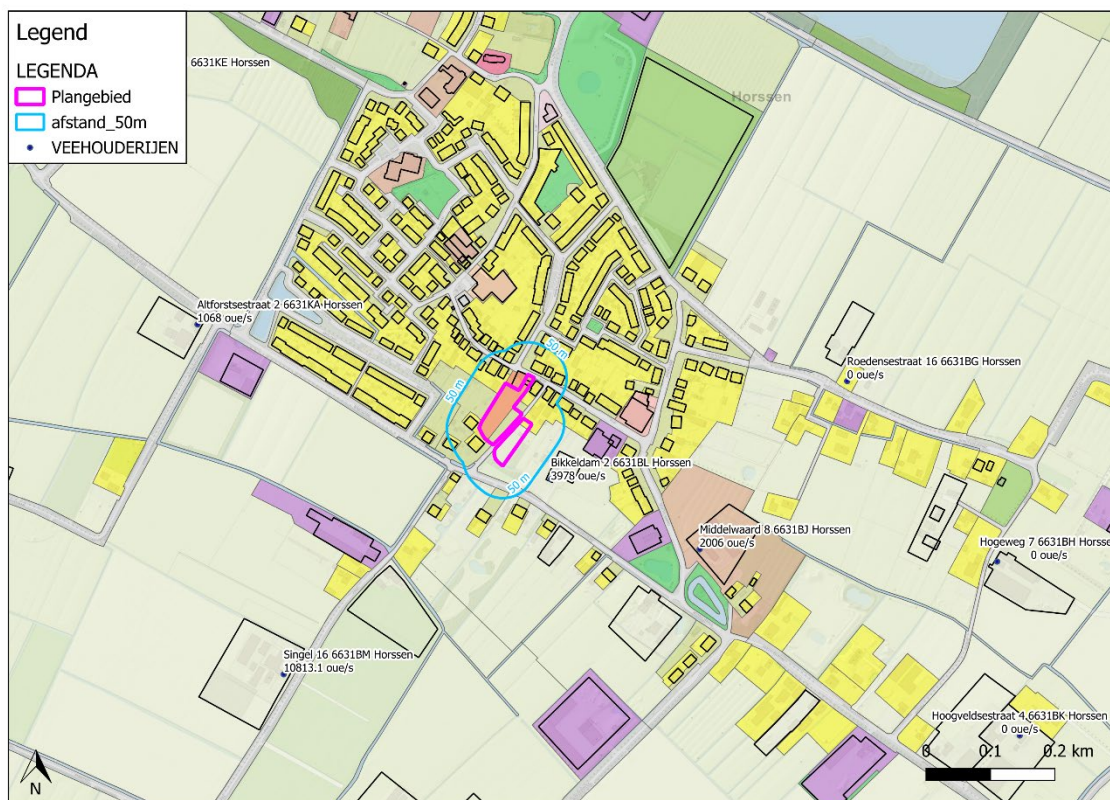 Legend
LEGENDA
Plangebied
afstand_50m
VEEHOUDERIJEN
6631KE Horssen
Horssen
Altforstsestraat 2 6631KA Horssen
1068 oue/s
50 m
50 m
50 m
Roedensestraat 16 6631BG Horssen
0 oue/s
Bikkeldam 2 6631BL Horssen
3978 oue/s
Middelwaard 8 6631BJ Horssen
2006 oue/s
Hogeweg 7 6631BH Horssen
0 oue/s
Singel 16 6631BM Horssen
10813.1 oue/s
Hoogveldsestraat 4 6631BK Horssen
0 oue/s
0 0.1 0.2 km
N